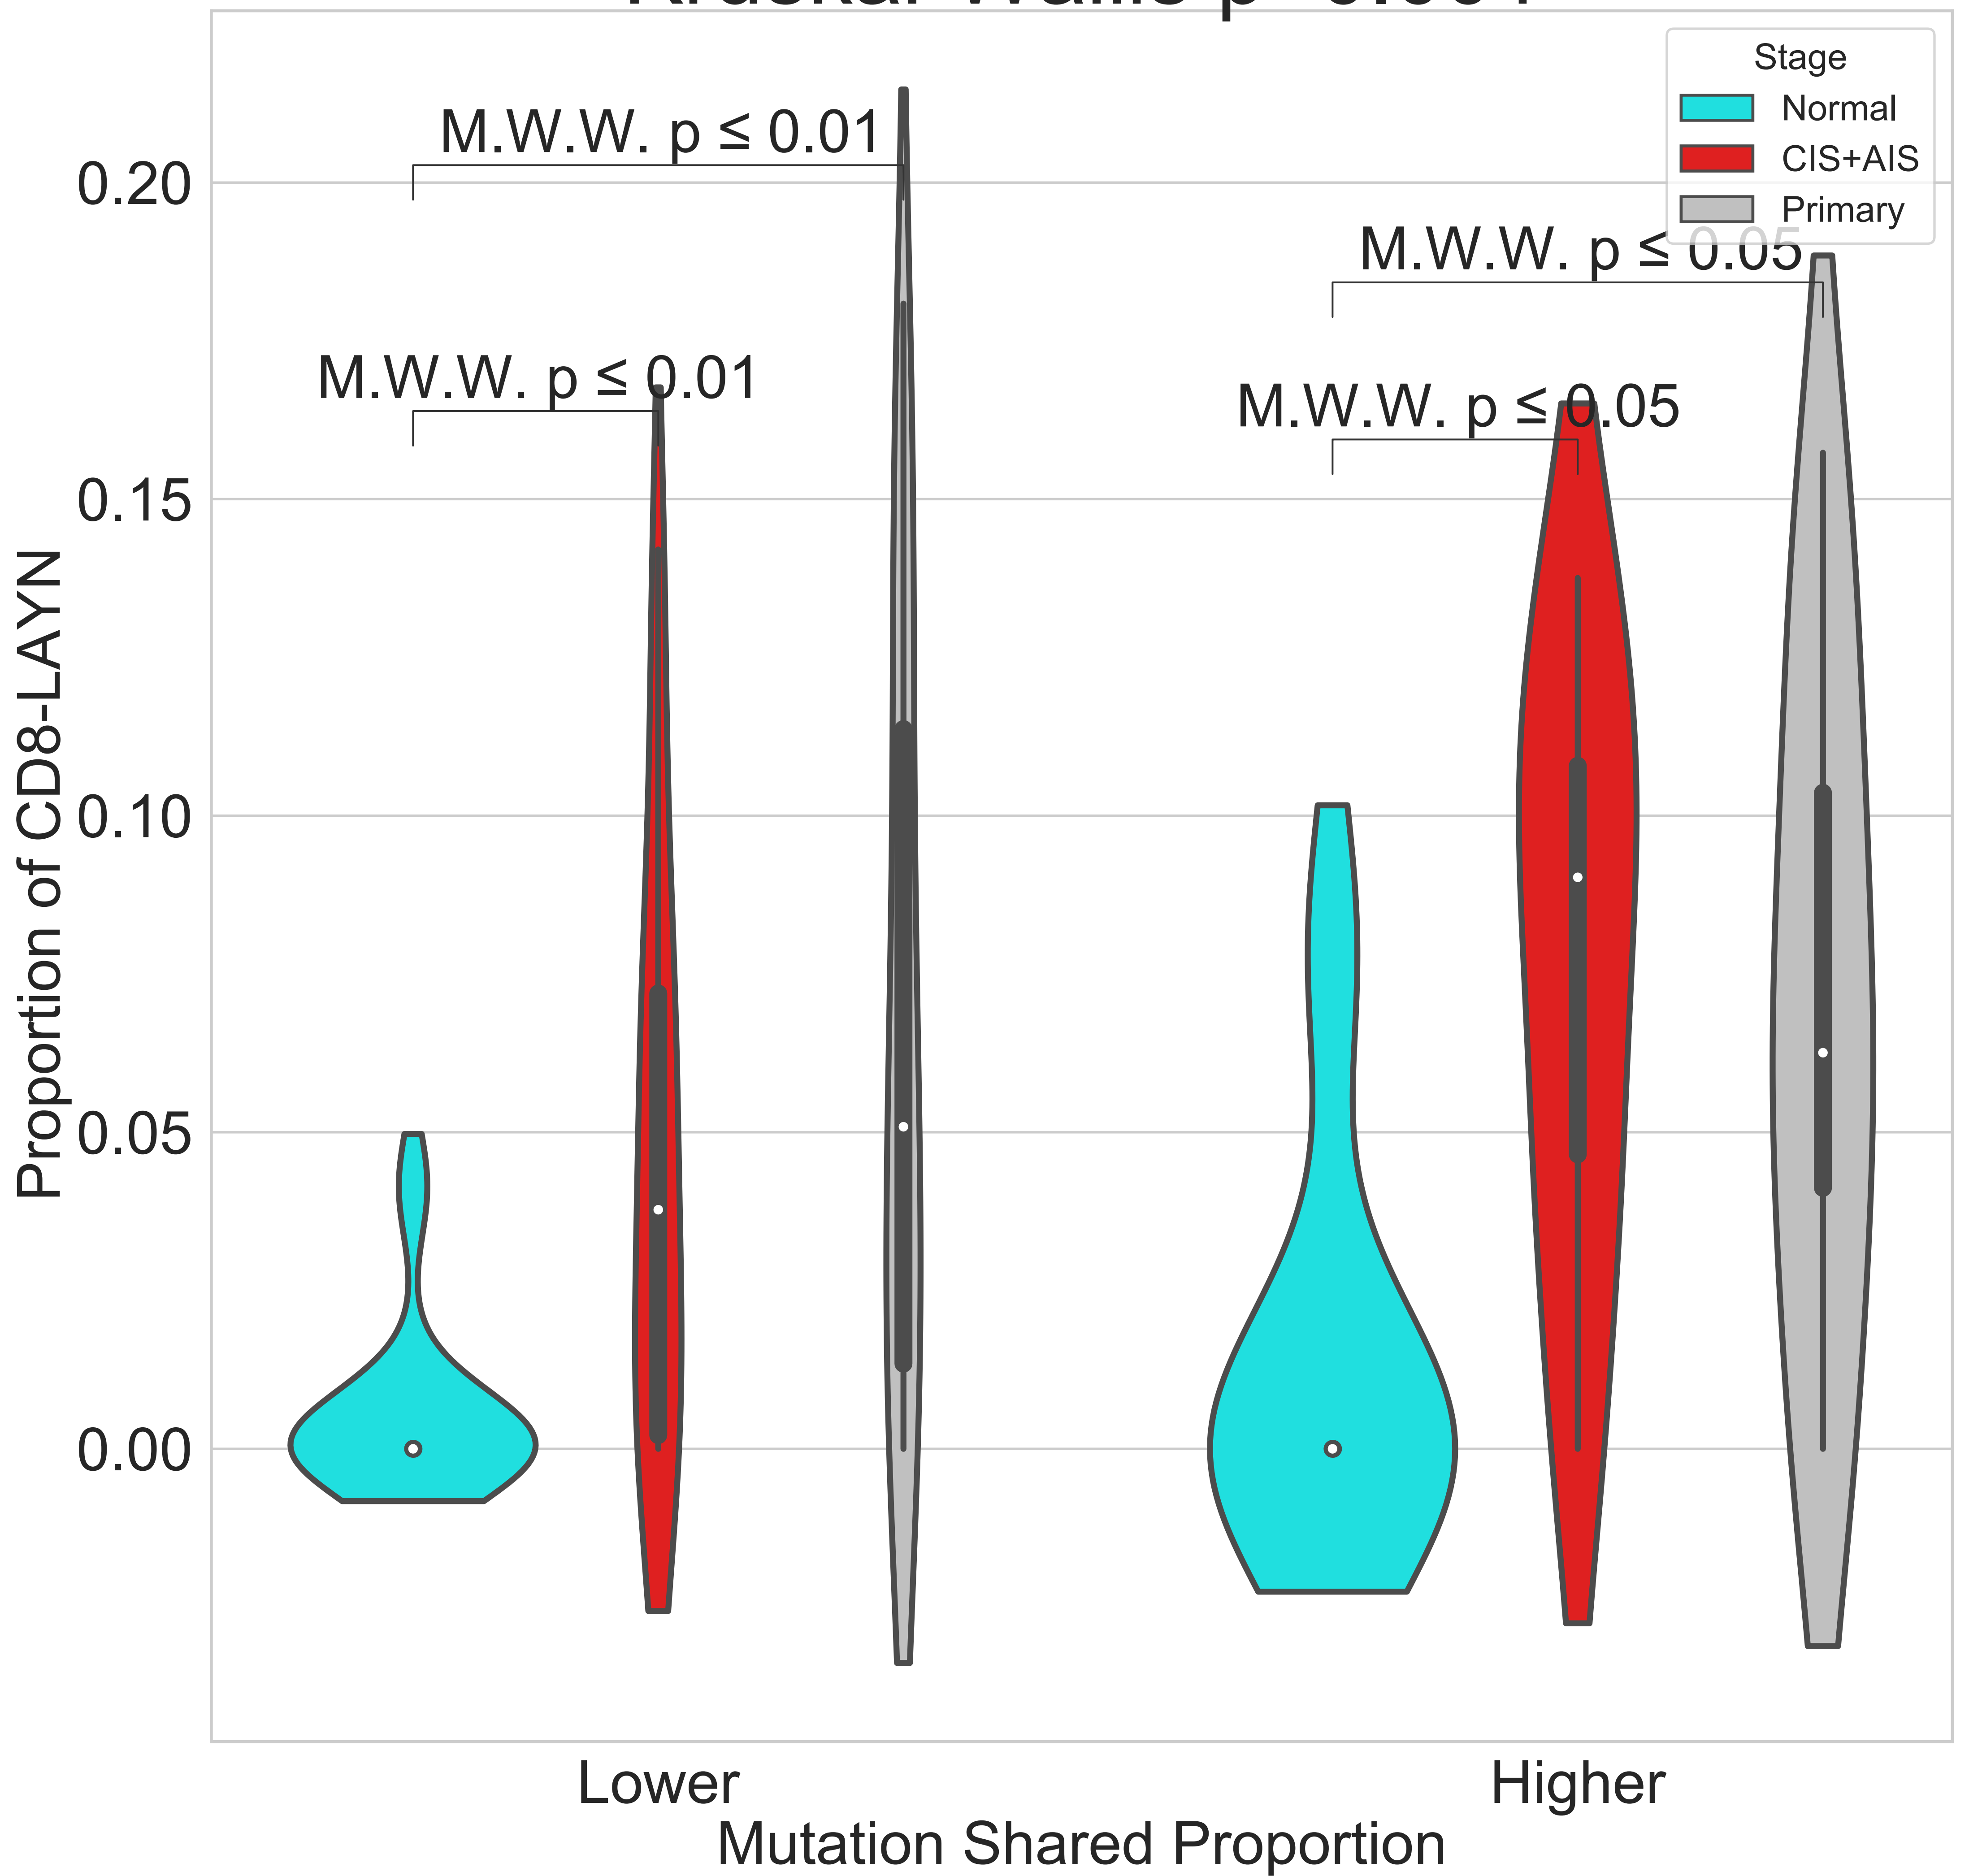 Stage
Normal
CIS+AIS
Primary
M.W.W. p ≤ 0.01
M.W.W. p ≤ 0.05
M.W.W. p ≤ 0.01
M.W.W. p ≤ 0.05
0.20
0.15
0.10
0.05
0.00
Proportion of CD8-LAYN
Lower
Higher
Mutation Shared Proportion